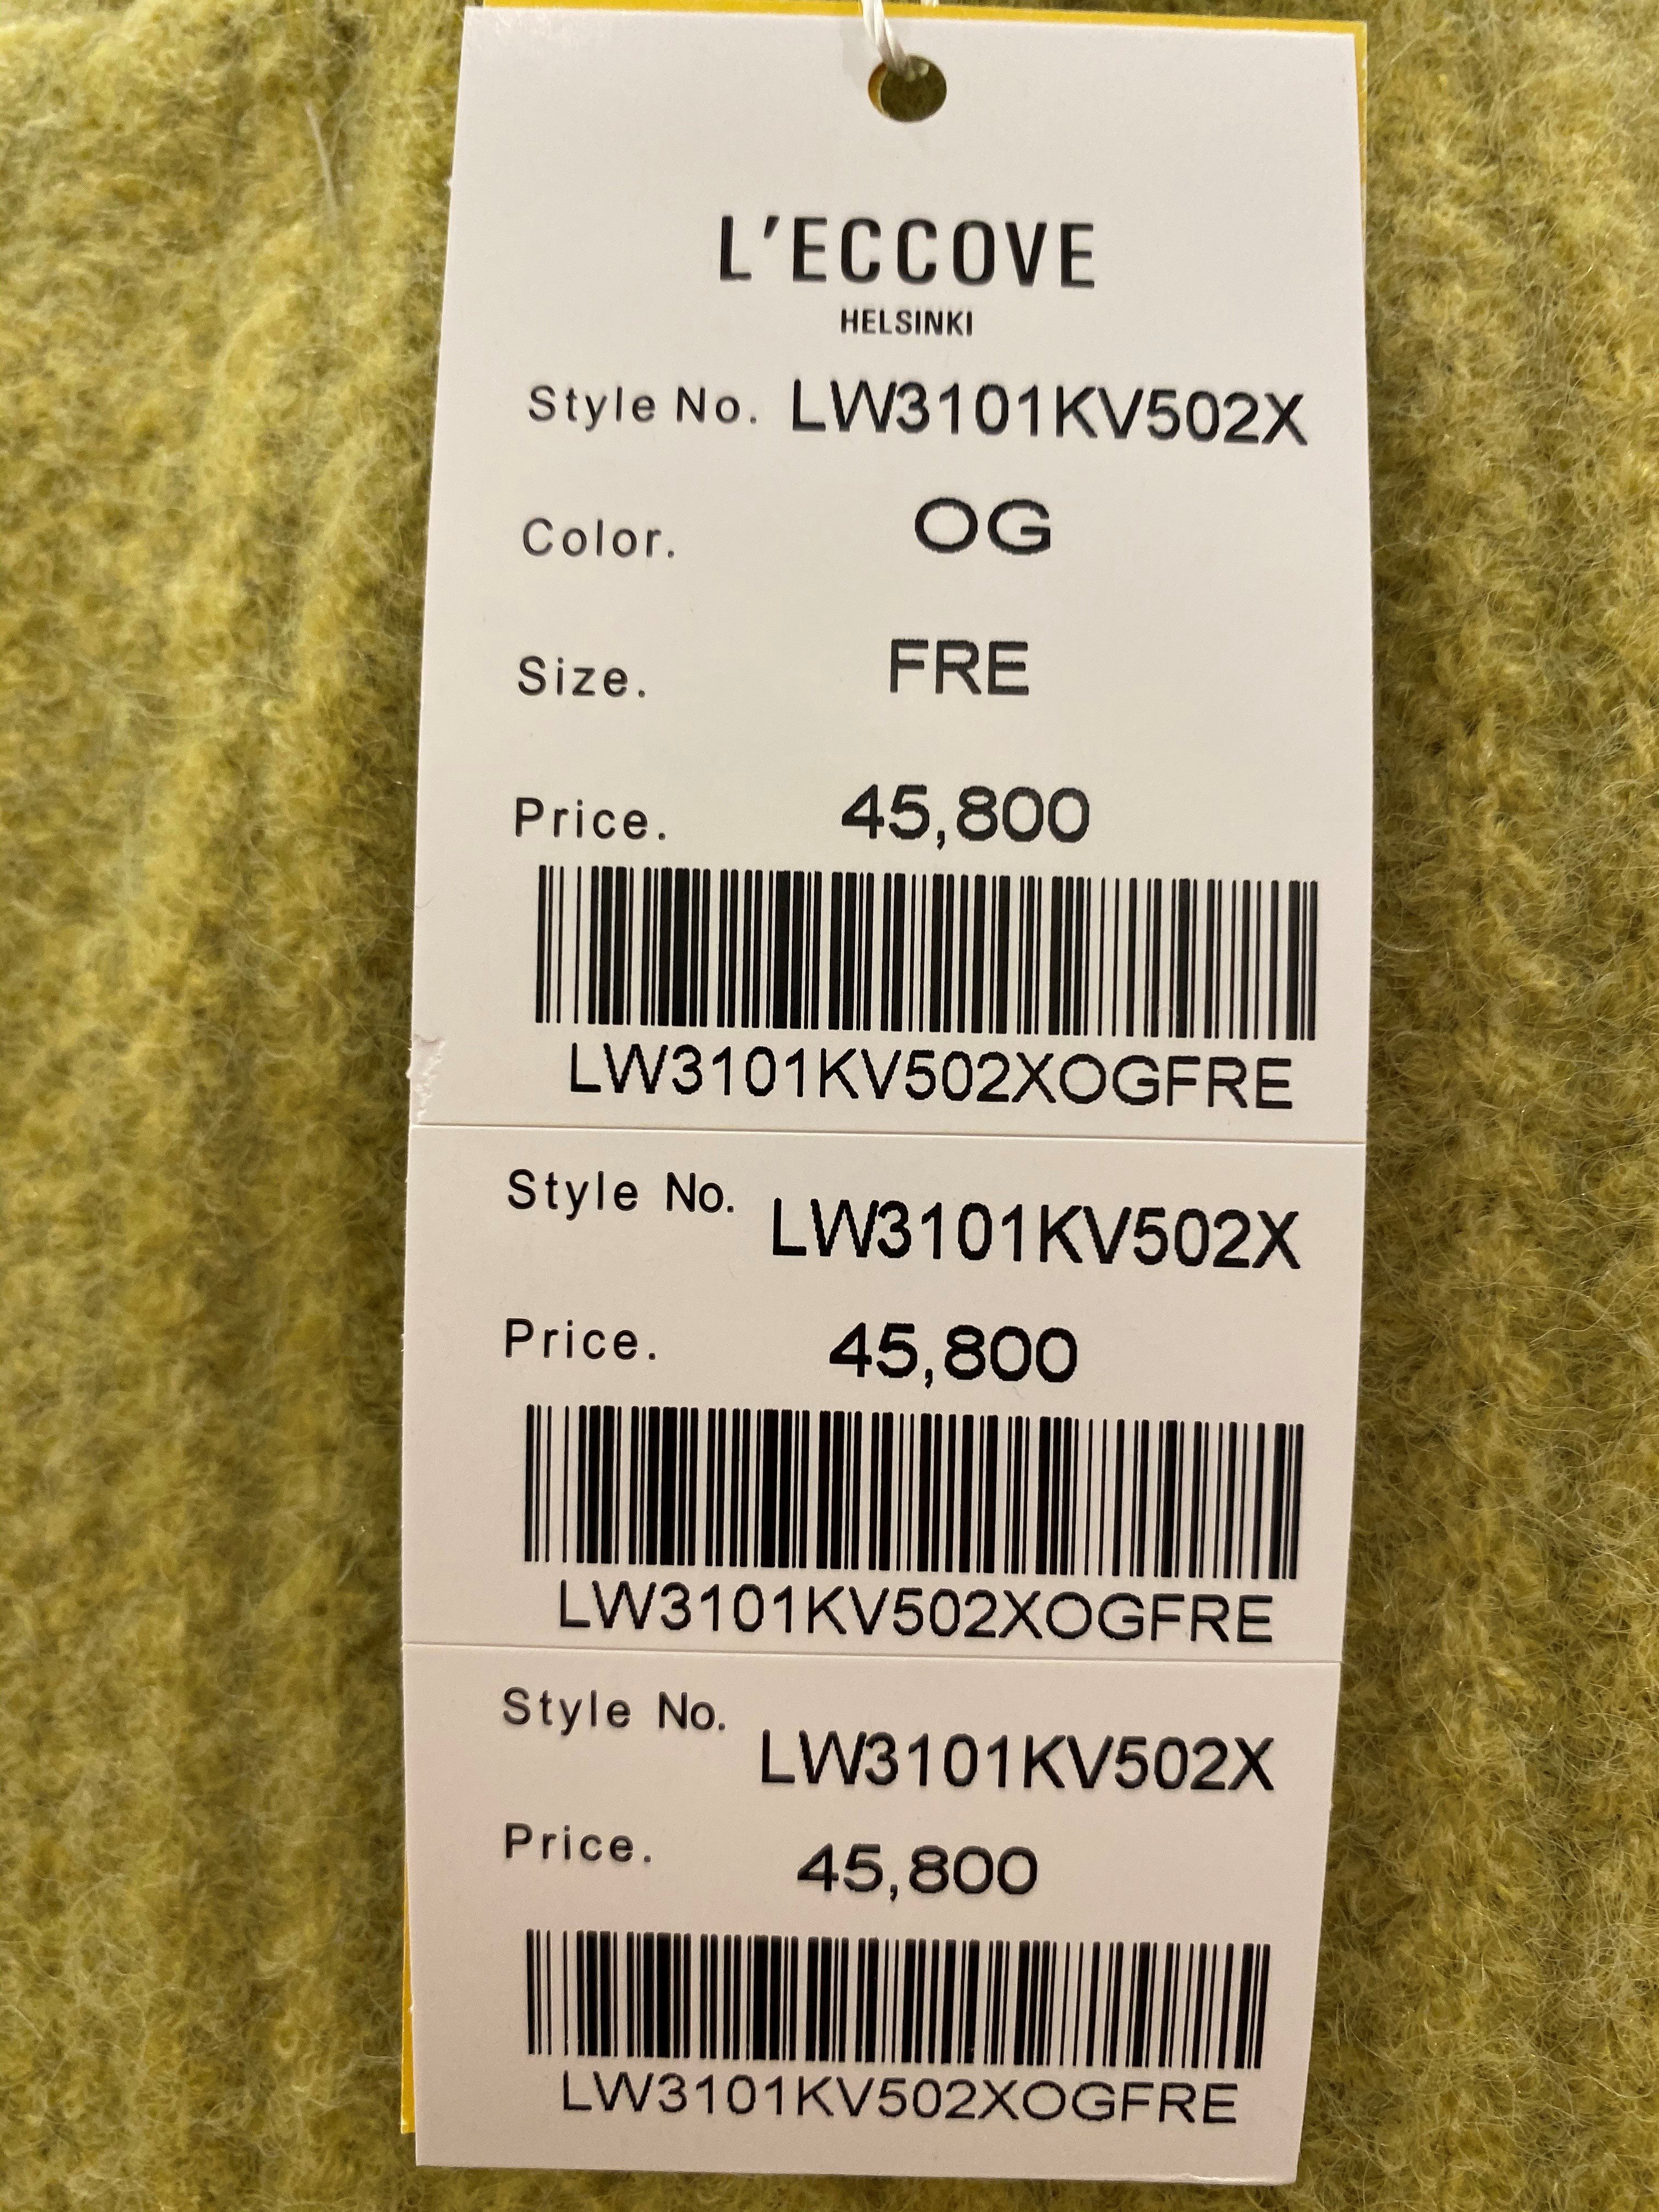 L'ECCOVE
HELSINKI
Style No. LW3101KV502X
Color. OG
Size. FRE
Price. 45,800
LW3101KV502XOGFRE
Style No. LW3101KV502X
Price. 45,800
LW3101KV502XOGFRE
Style No. LW3101KV502X
Price. 45,800
LW3101KV502XOGFRE